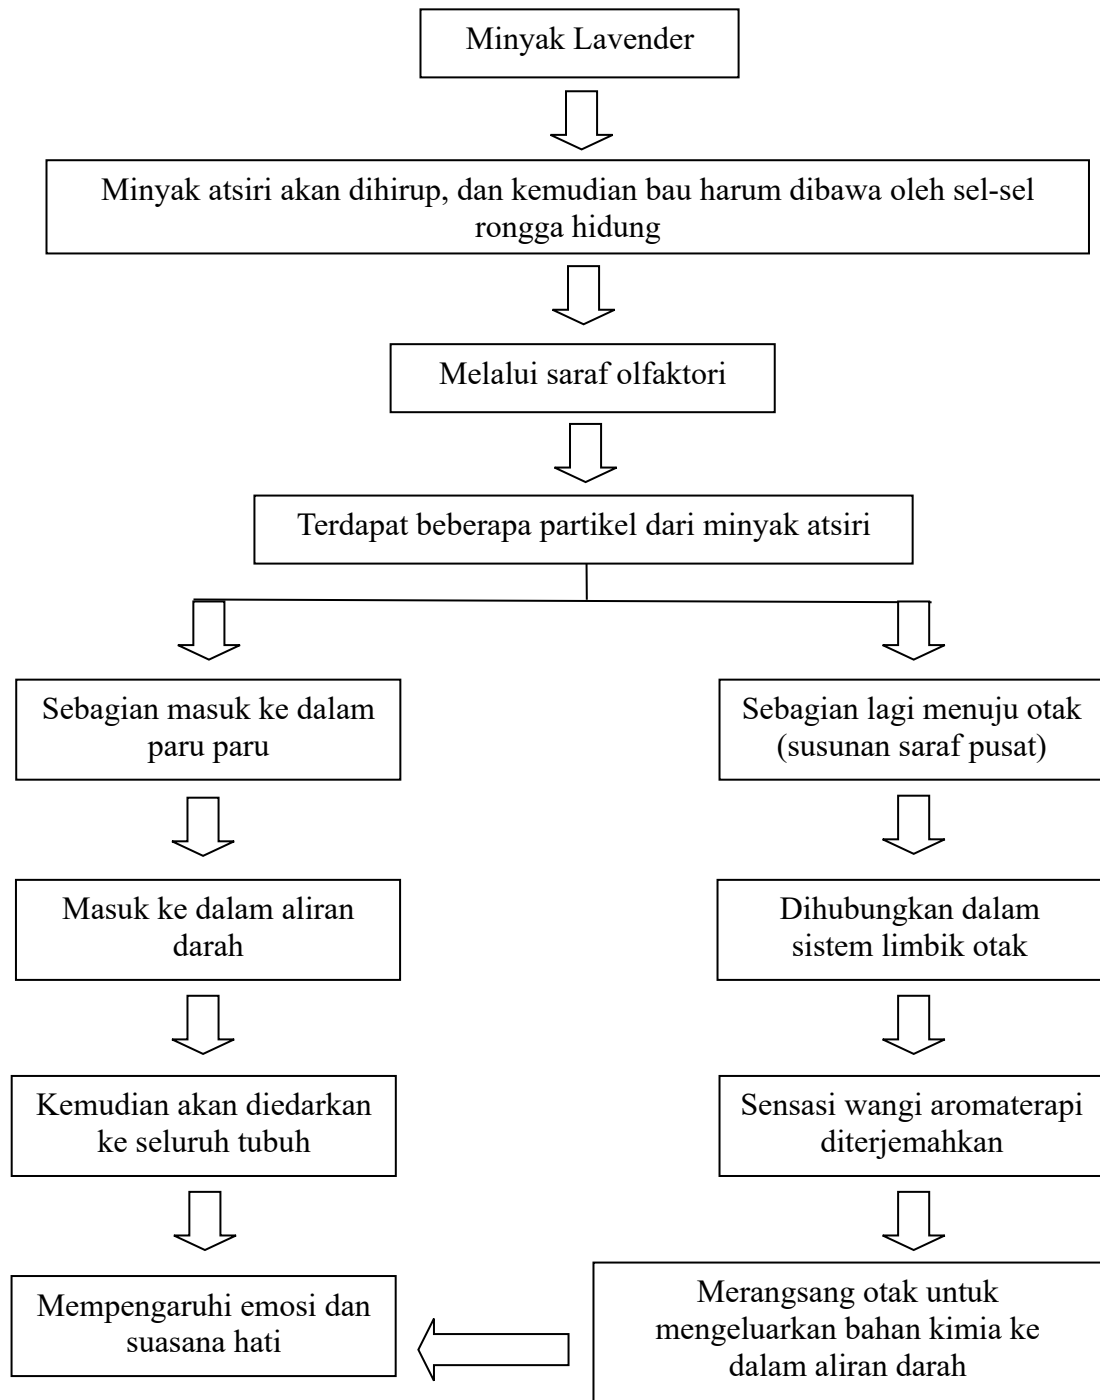 Minyak Lavender
Minyak atsiri akan dihirup, dan kemudian bau harum dibawa oleh sel-sel
rongga hidung
Melalui saraf olfaktori
Terdapat beberapa partikel dari minyak atsiri
Sebagian masuk ke dalam
paru paru
Sebagian lagi menuju otak
(susunan saraf pusat)
Masuk ke dalam aliran
darah
Dihubungkan dalam
sistem limbik otak
Kemudian akan diedarkan
ke seluruh tubuh
Sensasi wangi aromaterapi
diterjemahkan
Mempengaruhi emosi dan
suasana hati
Merangsang otak untuk
mengeluarkan bahan kimia ke
dalam aliran darah